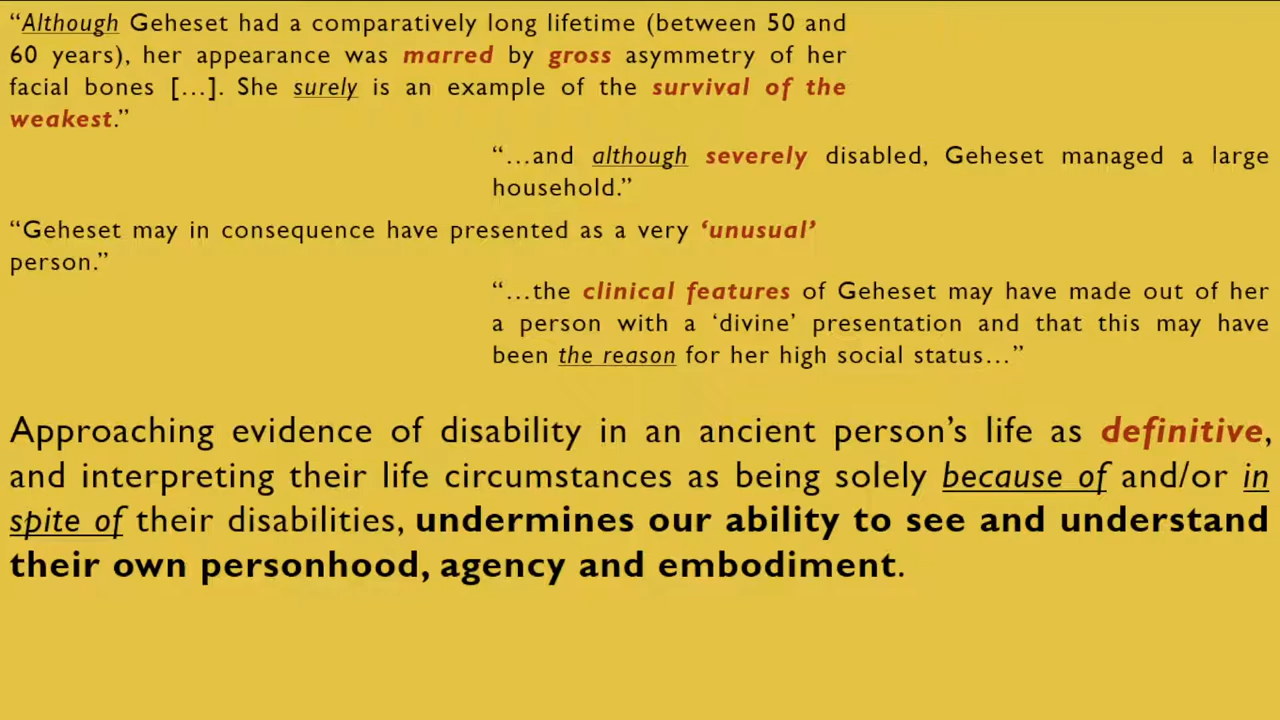 “Although Geheset had a comparatively long lifetime (between 50 and
60 years), her appearance was marred by gross asymmetry of her
facial bones […]. She surely is an example of the survival of the
weakest.”
“…and although severely disabled, Geheset managed a large
household.”
“Geheset may in consequence have presented as a very ‘unusual’
person.”
“…the clinical features of Geheset may have made out of her
a person with a ‘divine’ presentation and that this may have
been the reason for her high social status…”
Approaching evidence of disability in an ancient person’s life as definitive,
and interpreting their life circumstances as being solely because of and/or in
spite of their disabilities, undermines our ability to see and understand
their own personhood, agency and embodiment.